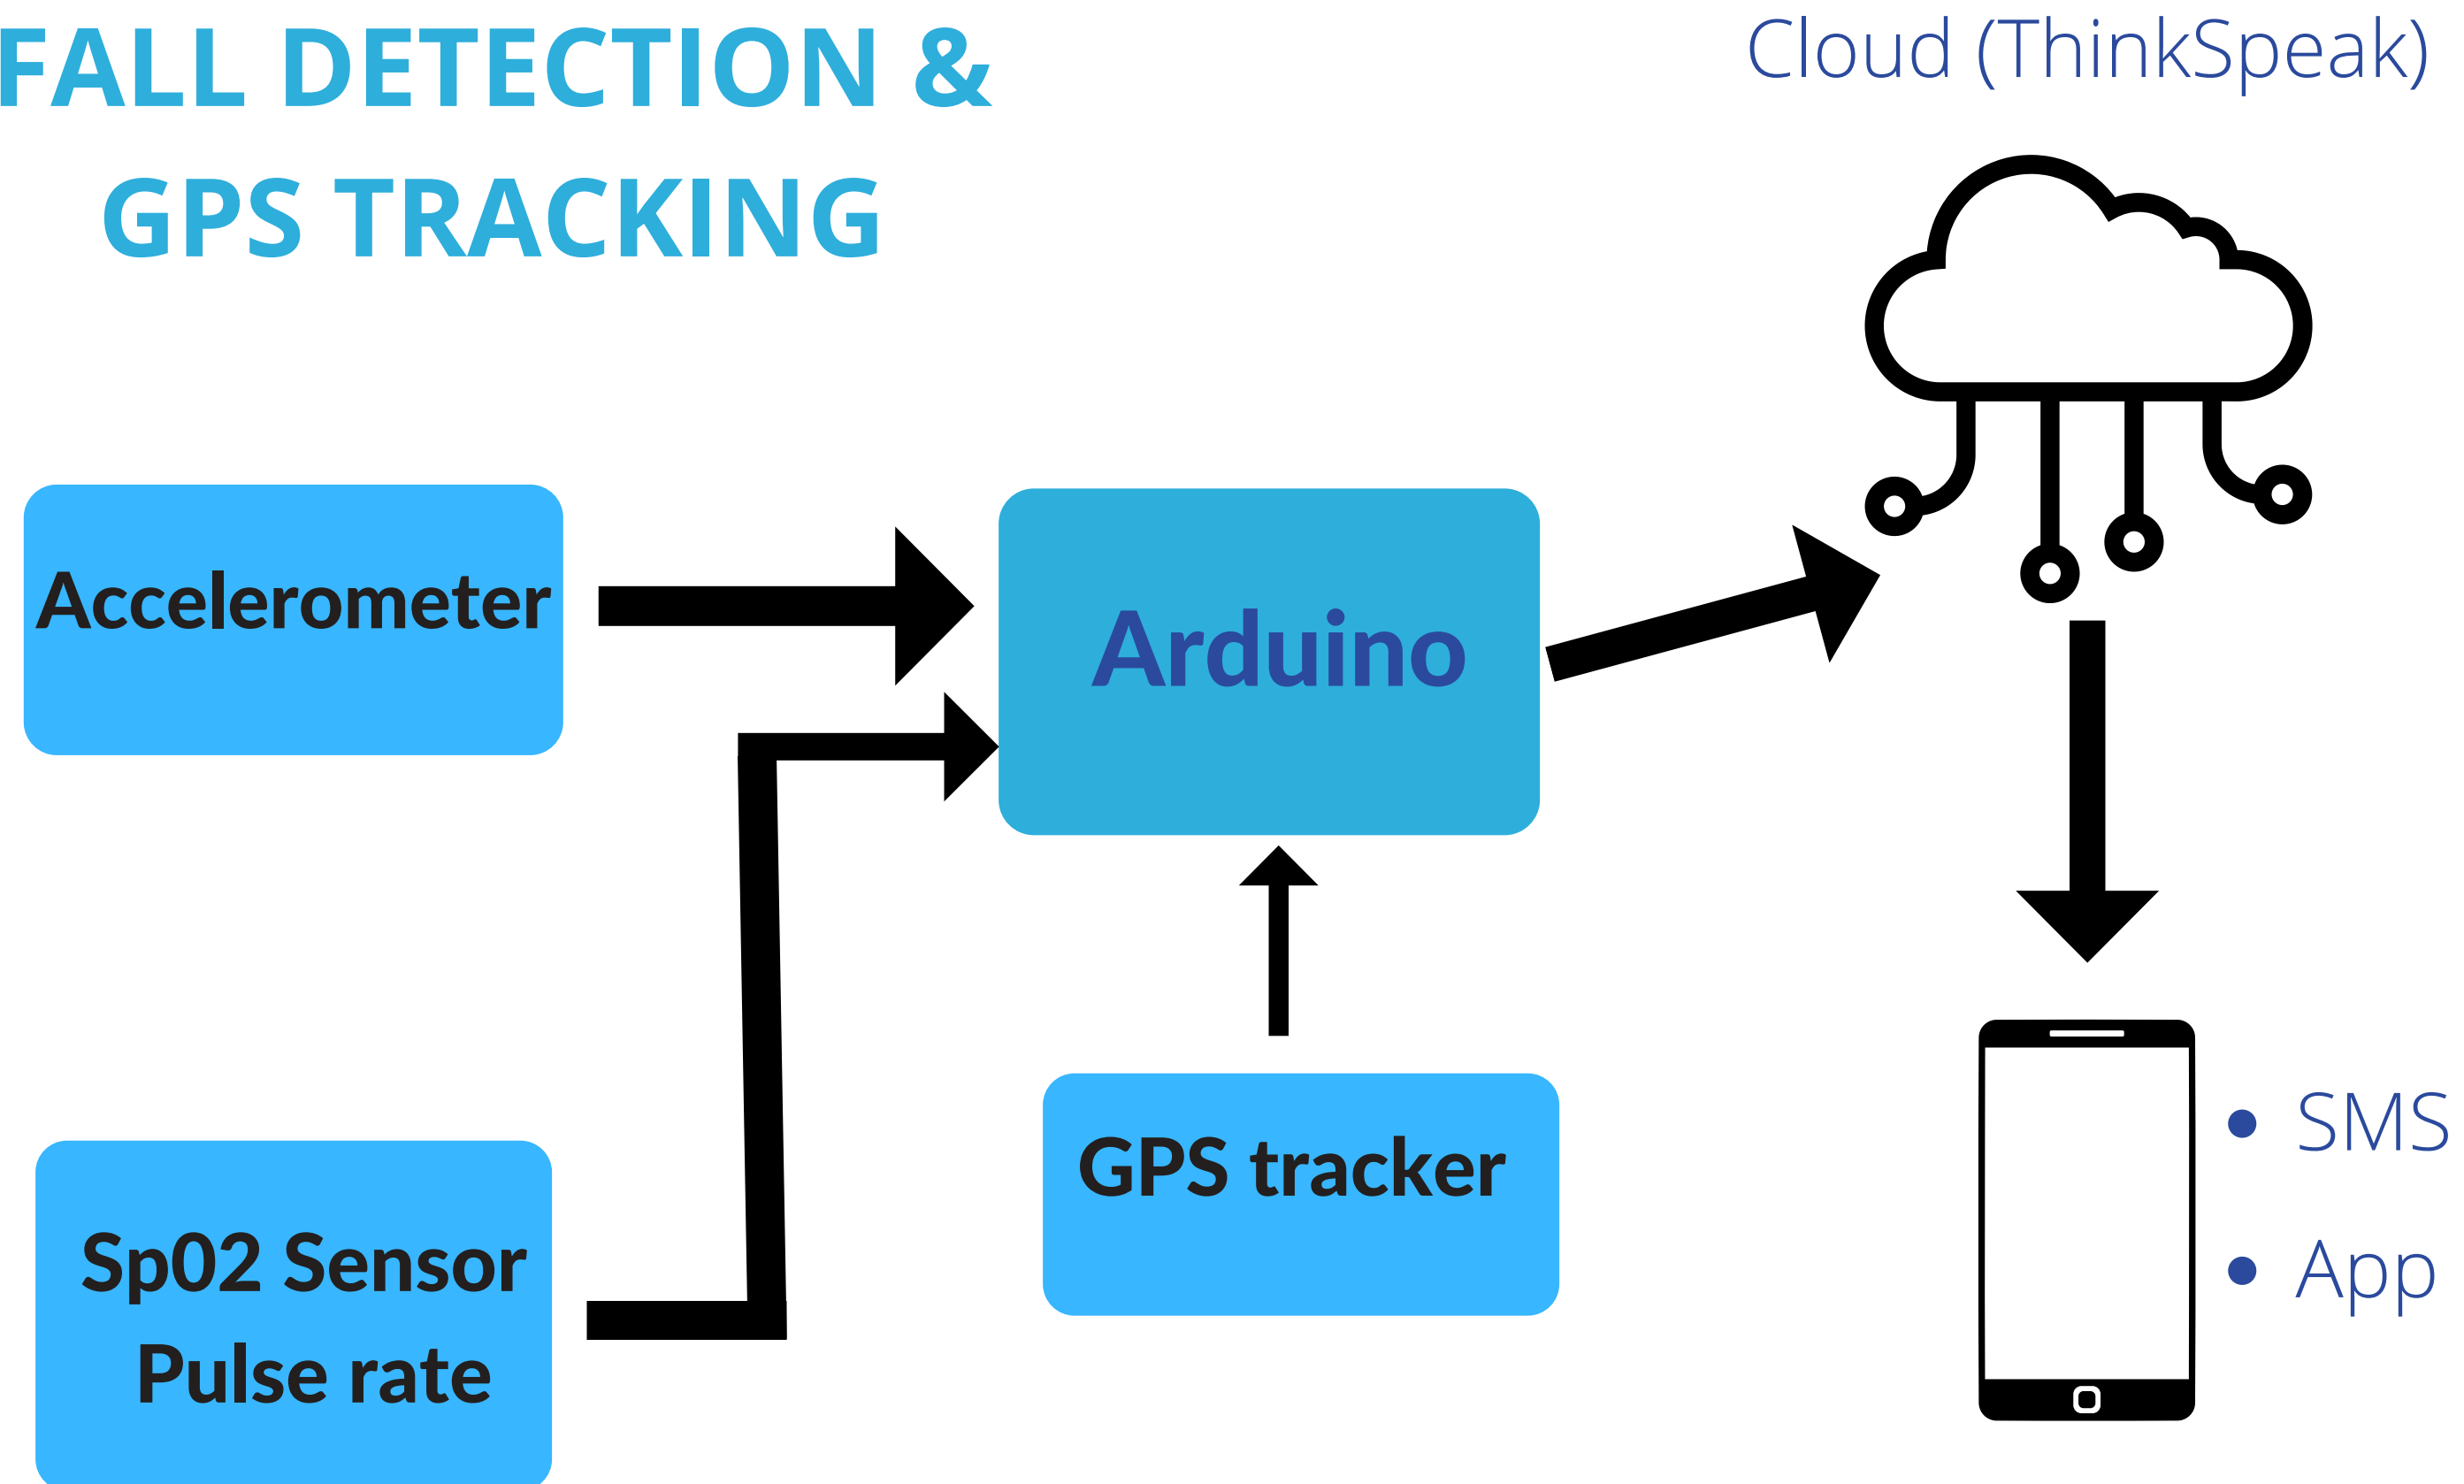 FALL DETECTION &
GPS TRACKING
Cloud (ThinkSpeak)
Accelerometer
Arduino
GPS tracker
Sp02 Sensor
Pulse rate
• SMS
• App